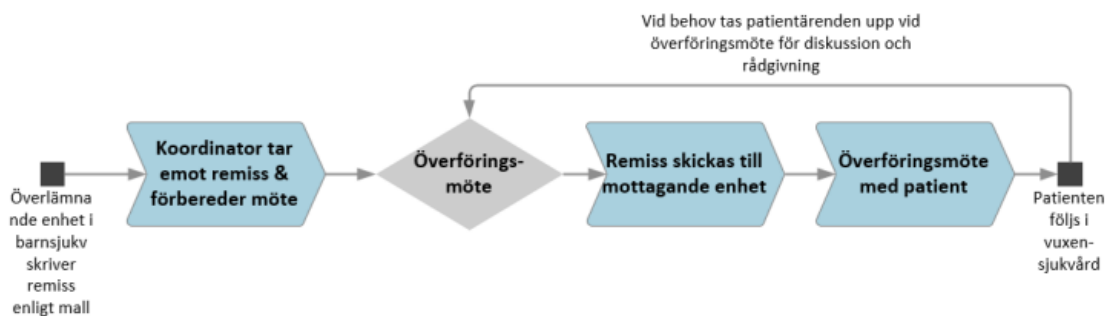 Vid behov tas patientärenden upp vid
överföringsmöte för diskussion och
rådgivning
Koordinator tar
emot remiss &
förbereder möte
Överförings-
möte
Remiss skickas till
mottagande enhet
Överföringsmöte
med patient
Överlämna
nde enhet i
barnsjukv
skriver
remiss
enligt mall
Patienten
följs i
vuxen-
sjukvård